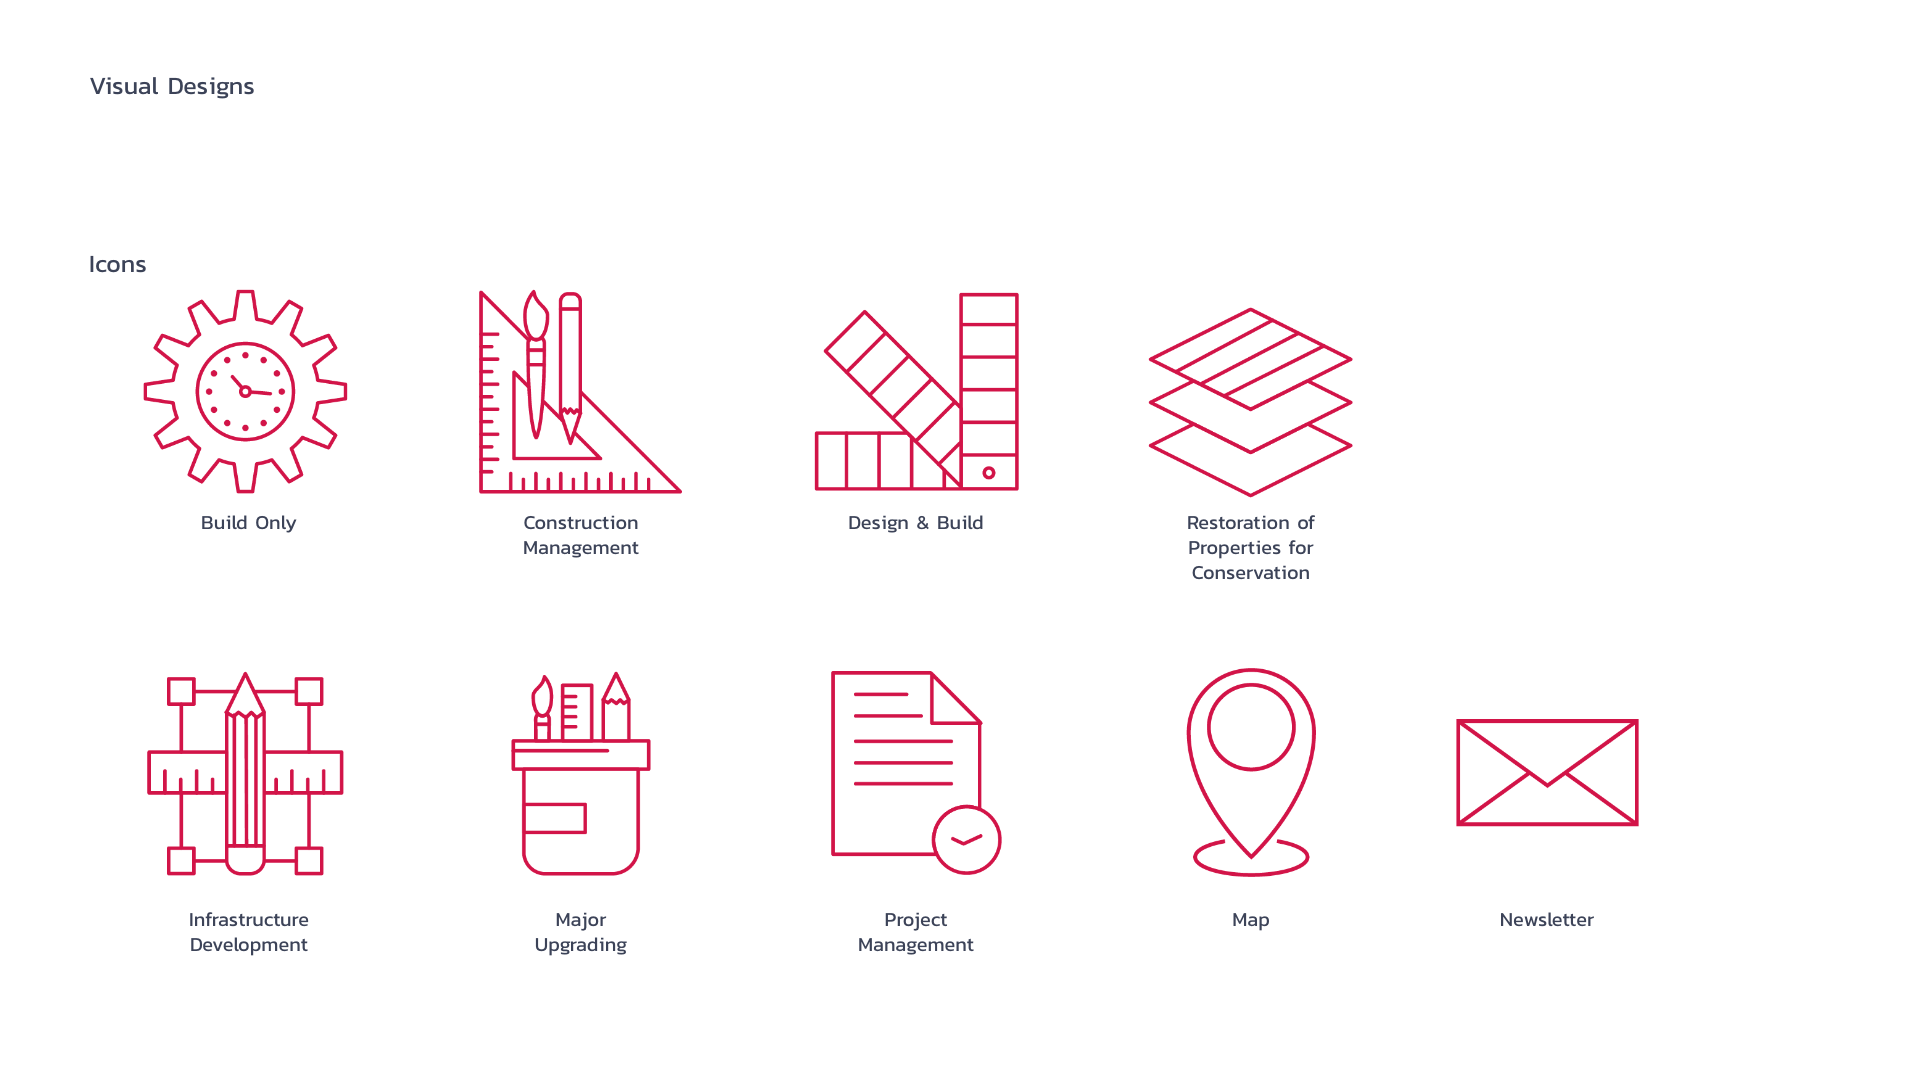 Visual Designs
Icons
Build Only
Construction
Management
Design & Build
Restoration of
Properties for
Conservation
Infrastructure
Development
Major
Upgrading
Project
Management
Map
Newsletter